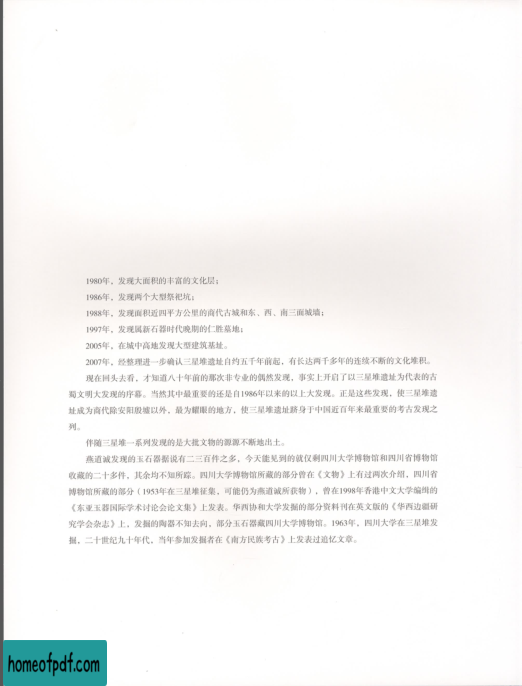 1980年，发现大面积的丰富的文化层；
1986年，发现两个大型祭祀坑；
1988年，发现面积近四平方公里的商代古城和东、西、南三面城墙；
1997年，发现属新石器时代晚期的仁胜墓地；
2005年，在城中高地发现大型建筑基址。
2007年，经整理进一步确认三星堆遗址自约五千年前起，有长达两千多年的连续不断的文化堆积。
现在回头去看，才知道八十年前的那次非专业的偶然发现，事实上开启了以三星堆遗址为代表的古
蜀文明大发现的序幕。当然其中最重要的还是自1986年以来的以上大发现。正是这些发现，使三星堆遗
址成为商代除安阳殷墟以外，最为耀眼的地方，使三星堆遗址跻身于中国近百年来最重要的考古发现之
列。
伴随三星堆一系列发现的是大批文物的源源不断地出土。
燕道诚发现的玉石器据说有二三百件之多，今天能见到的就仅剩四川大学博物馆和四川省博物馆
收藏的二十多件，其余均不知所踪。四川大学博物馆所藏的部分曾在《文物》上有过两次介绍，四川省
博物馆所藏的部分（1953年在三星堆征集，可能仍为燕道诚所获物），曾在1998年香港中文大学编缉的
《东亚玉器国际学术讨论会论文集》上发表。华西协和大学发掘的部分资料刊在英文版的《华西边疆研
究学会杂志》上，发掘的陶器不知去向，部分玉石器藏四川大学博物馆。1963年，四川大学在三星堆发
掘，二十世纪九十年代，当年参加发掘者在《南方民族考古》上发表过追忆文章。
homeofpdf.com